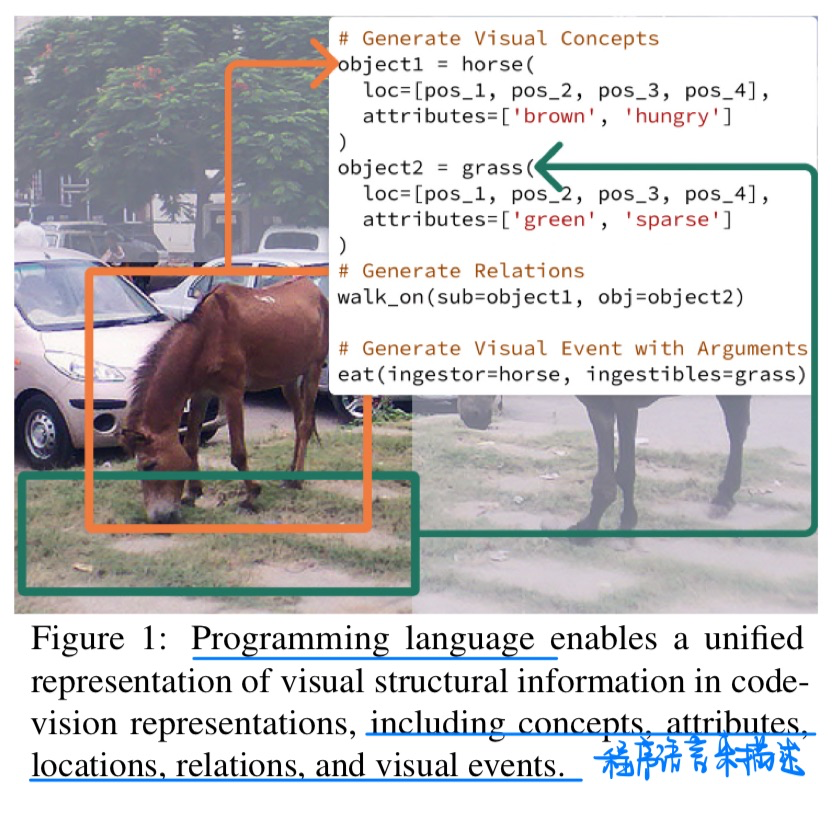 # Generate Visual Concepts
object1 = horse(
  loc=[pos_1, pos_2, pos_3, pos_4],
  attributes=['brown', 'hungry']
)
object2 = grass(
  loc=[pos_1, pos_2, pos_3, pos_4],
  attributes=['green', 'sparse']
)
# Generate Relations
walk_on(sub=object1, obj=object2)
# Generate Visual Event with Arguments
eat(ingestor=horse, ingestibles=grass)
Figure 1: Programming language enables a unified
representation of visual structural information in code-
vision representations, including concepts, attributes,
locations, relations, and visual events.
程序语言来描述